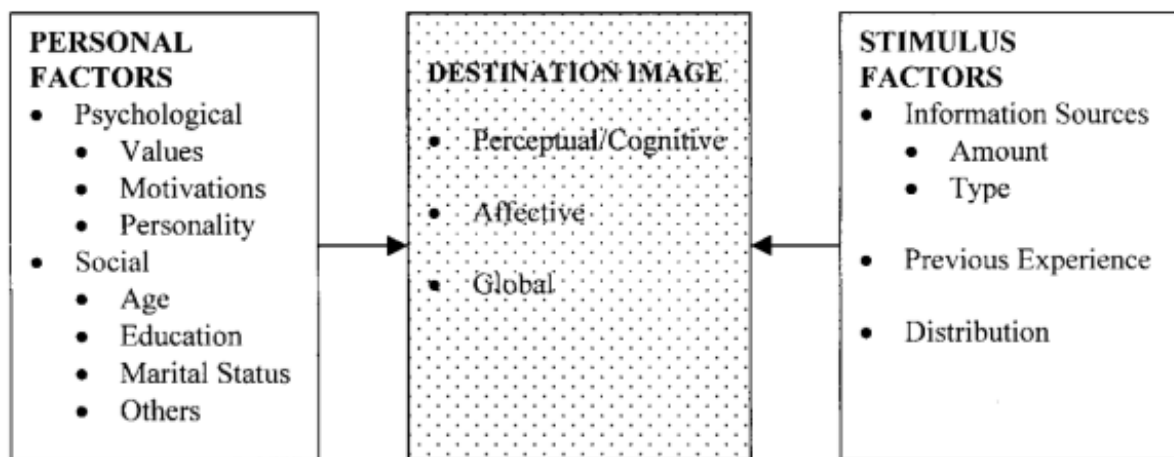 PERSONAL
FACTORS
• Psychological
• Values
• Motivations
• Personality
• Social
• Age
• Education
• Marital Status
• Others
DESTINATION IMAGE
• Perceptual/Cognitive
• Affective
• Global
STIMULUS
FACTORS
• Information Sources
• Amount
• Type
• Previous Experience
• Distribution